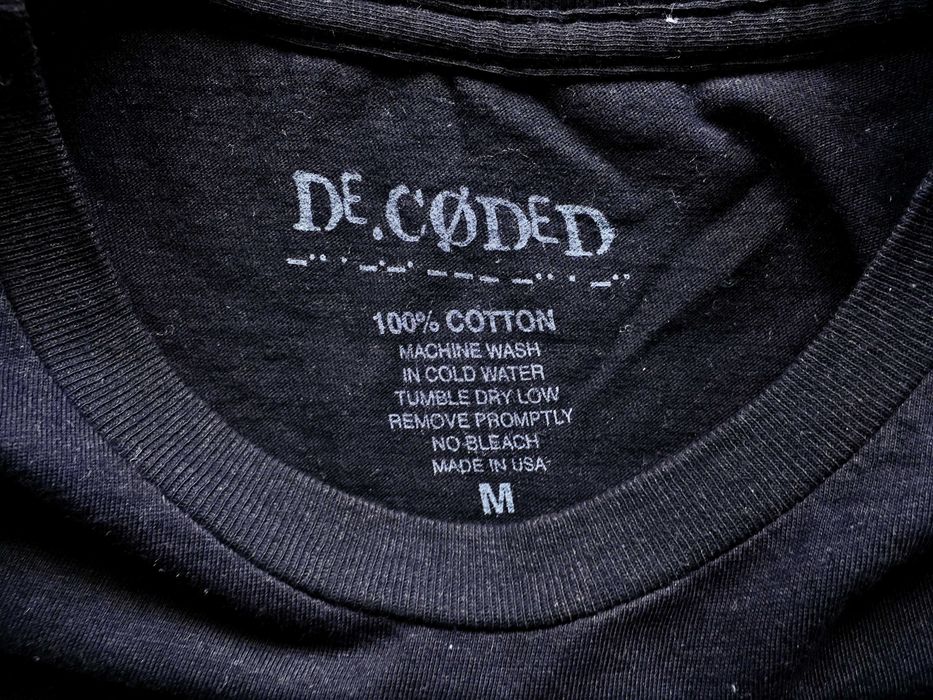 DE.CØDED
-·· · -·-· --- -·· · -··
100% COTTON
MACHINE WASH
IN COLD WATER
TUMBLE DRY LOW
REMOVE PROMPTLY
NO BLEACH
MADE IN USA
M